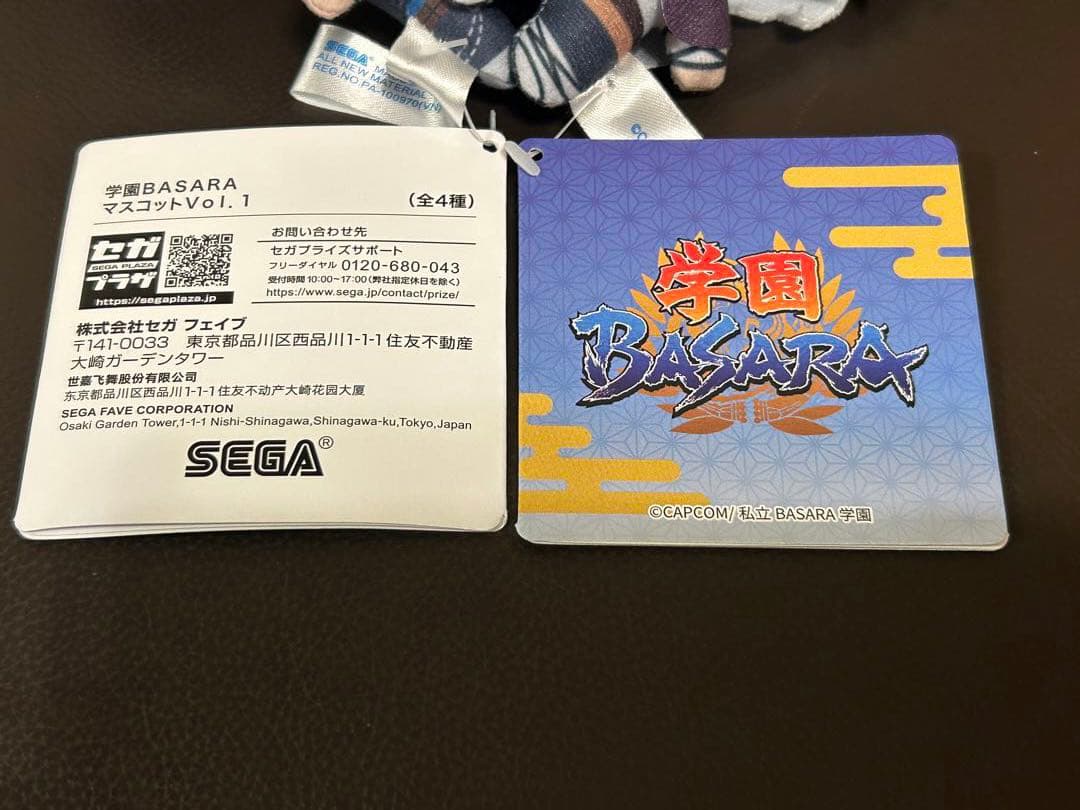 SEGA
ALL NEW MATERIAL
REG.NO.PA-100970(VN)
学園BASARA
マスコットVol.1
(全4種)
セガ
SEGA PLAZA
プラザ
https://segaplaza.jp
お問い合わせ先
セガプライズサポート
フリーダイヤル 0120-680-043
受付時間 10:00~17:00(弊社指定休日を除く)
https://www.sega.jp/contact/prize/
株式会社セガ フェイブ
〒141-0033 東京都品川区西品川1-1-1 住友不動産
大崎ガーデンタワー
世嘉飞舞股份有限公司
东京都品川区西品川1-1-1 住友不动产大崎花园大厦
SEGA FAVE CORPORATION
Osaki Garden Tower,1-1-1 Nishi-Shinagawa,Shinagawa-ku,Tokyo,Japan
SEGA®
学園
BASARA
©CAPCOM/ 私立 BASARA 学園